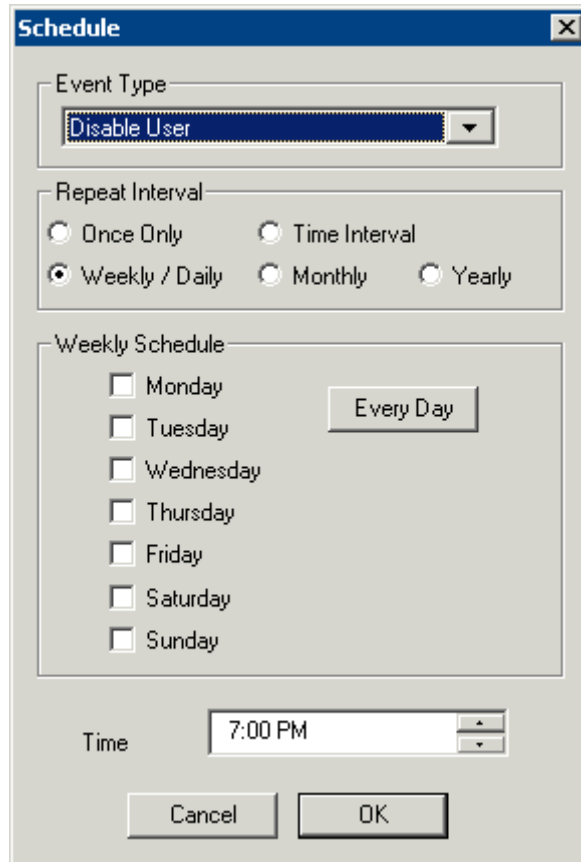 Schedule
Event Type
Disable User
Repeat Interval
Once Only Time Interval
Weekly / Daily Monthly Yearly
Weekly Schedule
Monday
Every Day
Tuesday
Wednesday
Thursday
Friday
Saturday
Sunday
Time 7:00 PM
Cancel OK